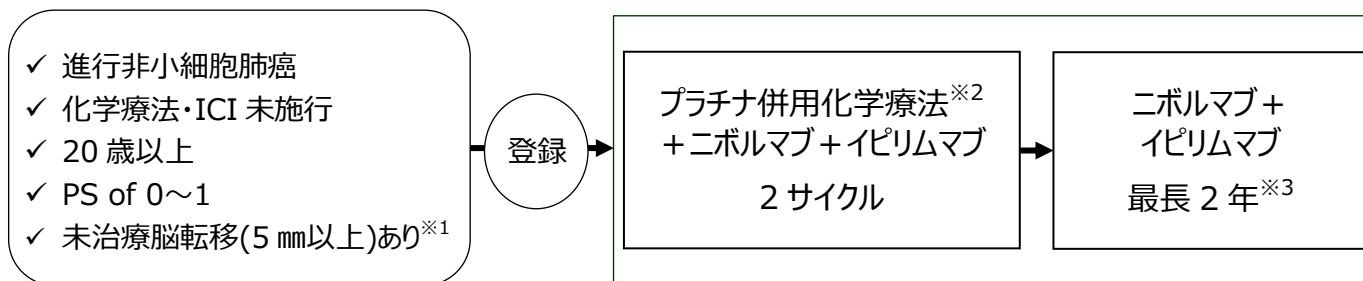 ✓ 進行非小細胞肺癌
✓ 化学療法・ICI 未施行
✓ 20 歳以上
✓ PS of 0～1
✓ 未治療脳転移(5 ㎜以上)あり※1
登録
プラチナ併用化学療法※2
＋ニボルマブ＋イピリムマブ
2 サイクル
ニボルマブ＋
イピリムマブ
最長 2 年※3